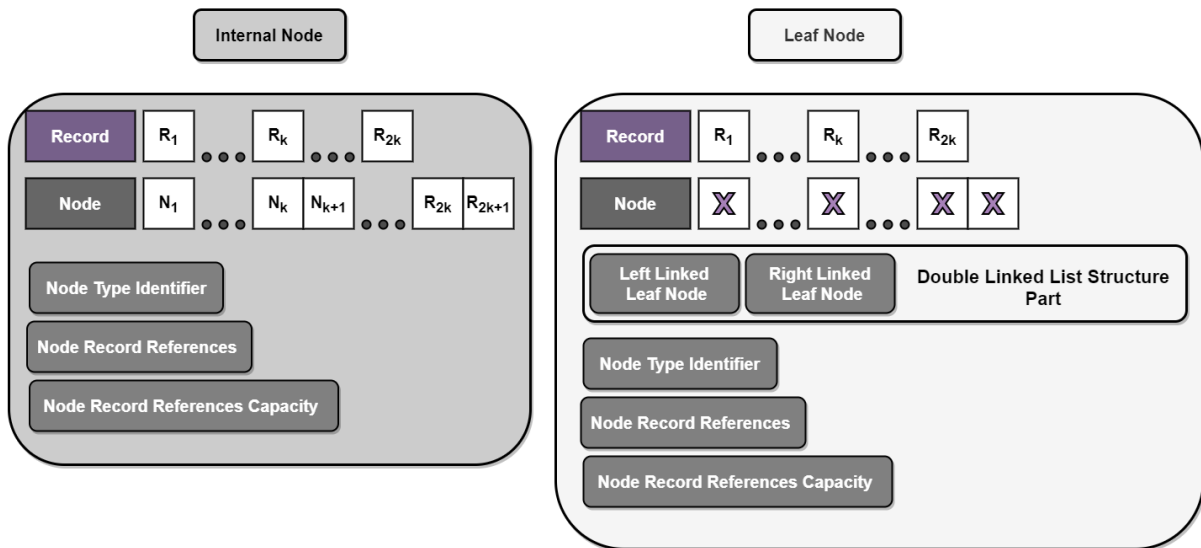 Internal Node
Leaf Node
Record R1 ... Rk ... R2k
Node N1 ... Nk Nk+1 ... R2k R2k+1
Node Type Identifier
Node Record References
Node Record References Capacity
Record R1 ... Rk ... R2k
Node X ... X ... X X
Left Linked
Leaf Node
Right Linked
Leaf Node
Double Linked List Structure
Part
Node Type Identifier
Node Record References
Node Record References Capacity